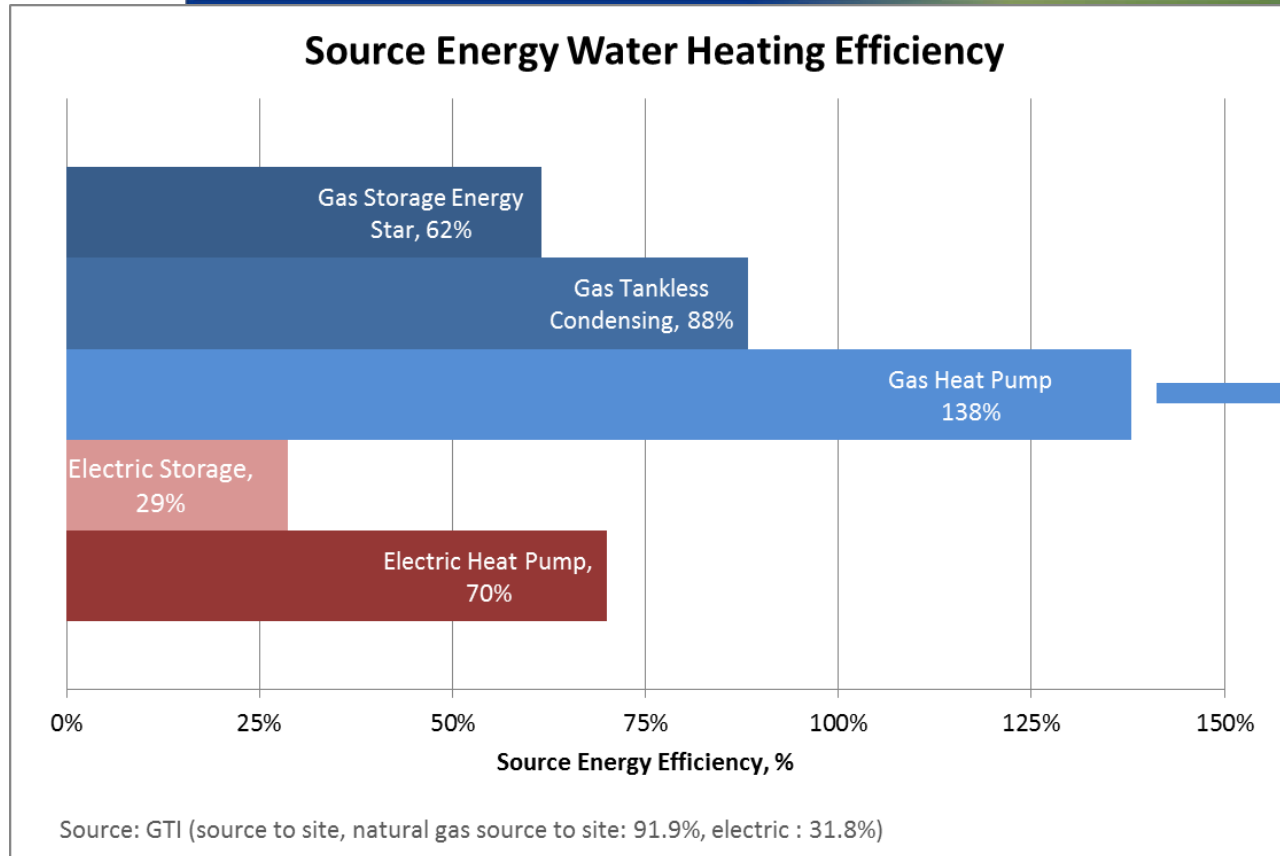 Source Energy Water Heating Efficiency
Gas Storage Energy
Star, 62%
Gas Tankless
Condensing, 88%
Gas Heat Pump
138%
Electric Storage,
29%
Electric Heat Pump,
70%
0% 25% 50% 75% 100% 125% 150%
Source Energy Efficiency, %
Source: GTI (source to site, natural gas source to site: 91.9%, electric : 31.8%)